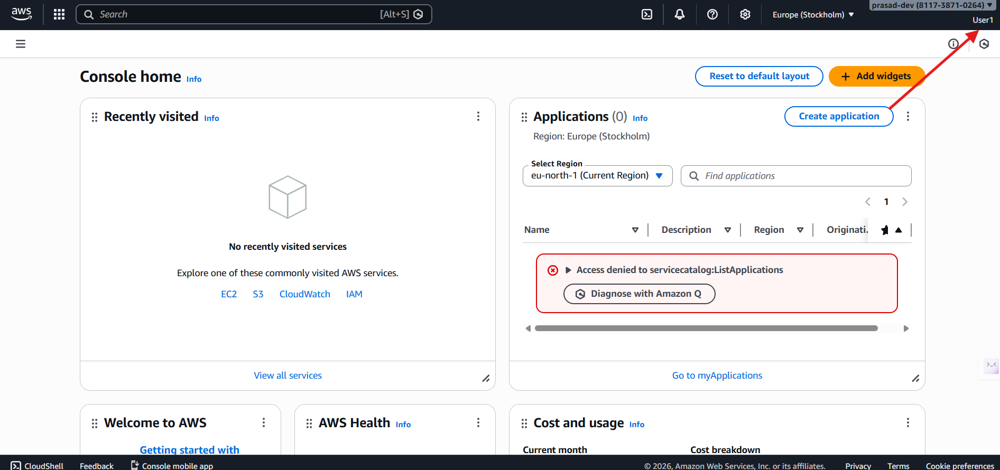 aws
Search
[Alt+S]
Europe (Stockholm)
prasad-dev (8117-3871-0264)
User1
Console home Info
Reset to default layout
+ Add widgets
Recently visited Info
No recently visited services
Explore one of these commonly visited AWS services.
EC2 S3 CloudWatch IAM
View all services
Applications (0) Info
Create application
Region: Europe (Stockholm)
Select Region
eu-north-1 (Current Region)
Find applications
1
Name Description Region Originati.
Access denied to servicecatalog:ListApplications
Diagnose with Amazon Q
Go to myApplications
Welcome to AWS
Getting started with
AWS Health Info
Cost and usage Info
Current month
Cost breakdown
CloudShell Feedback Console mobile app
© 2026, Amazon Web Services, Inc. or its affiliates. Privacy Terms Cookie preferences